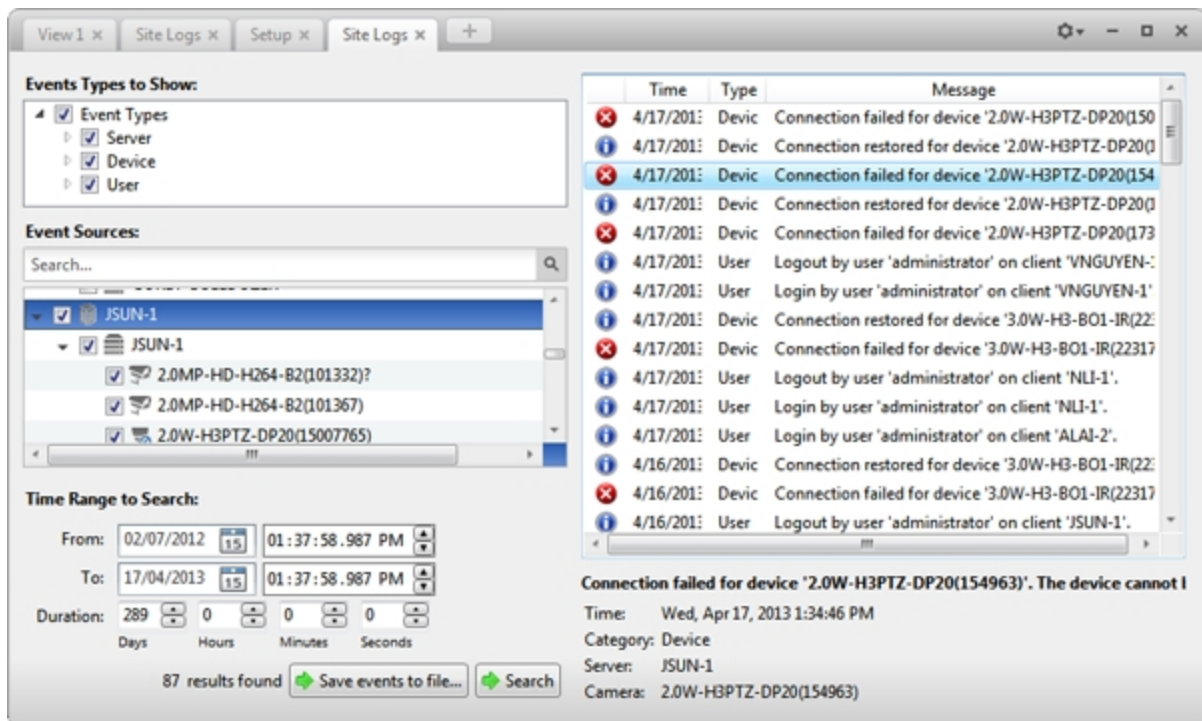 View 1 × Site Logs × Setup × Site Logs × +
Events Types to Show:
Event Types
Server
Device
User
Event Sources:
Search...
JSUN-1
JSUN-1
2.0MP-HD-H264-B2(101332)?
2.0MP-HD-H264-B2(101367)
2.0W-H3PTZ-DP20(15007765)
Time Range to Search:
From: 02/07/2012 15 01:37:58.987 PM
To: 17/04/2013 15 01:37:58.987 PM
Duration: 289 0 0 0
Days Hours Minutes Seconds
87 results found Save events to file... Search
Time Type Message
4/17/201 Devic Connection failed for device '2.0W-H3PTZ-DP20(150
4/17/201 Devic Connection restored for device '2.0W-H3PTZ-DP20(1
4/17/201 Devic Connection failed for device '2.0W-H3PTZ-DP20(154
4/17/201 Devic Connection restored for device '2.0W-H3PTZ-DP20(1
4/17/201 Devic Connection failed for device '2.0W-H3PTZ-DP20(173
4/17/201 User Logout by user 'administrator' on client 'VNGUYEN-
4/17/201 User Login by user 'administrator' on client 'VNGUYEN-1'
4/17/201 Devic Connection restored for device '3.0W-H3-BO1-IR(22
4/17/201 Devic Connection failed for device '3.0W-H3-BO1-IR(22317
4/17/201 User Logout by user 'administrator' on client 'NLI-1'.
4/17/201 User Login by user 'administrator' on client 'NLI-1'.
4/17/201 User Login by user 'administrator' on client 'ALAI-2'.
4/16/201 Devic Connection restored for device '3.0W-H3-BO1-IR(22
4/16/201 Devic Connection failed for device '3.0W-H3-BO1-IR(22317
4/16/201 User Logout by user 'administrator' on client 'JSUN-1'.
Connection failed for device '2.0W-H3PTZ-DP20(154963)'. The device cannot
Time: Wed, Apr 17, 2013 1:34:46 PM
Category: Device
Server: JSUN-1
Camera: 2.0W-H3PTZ-DP20(154963)